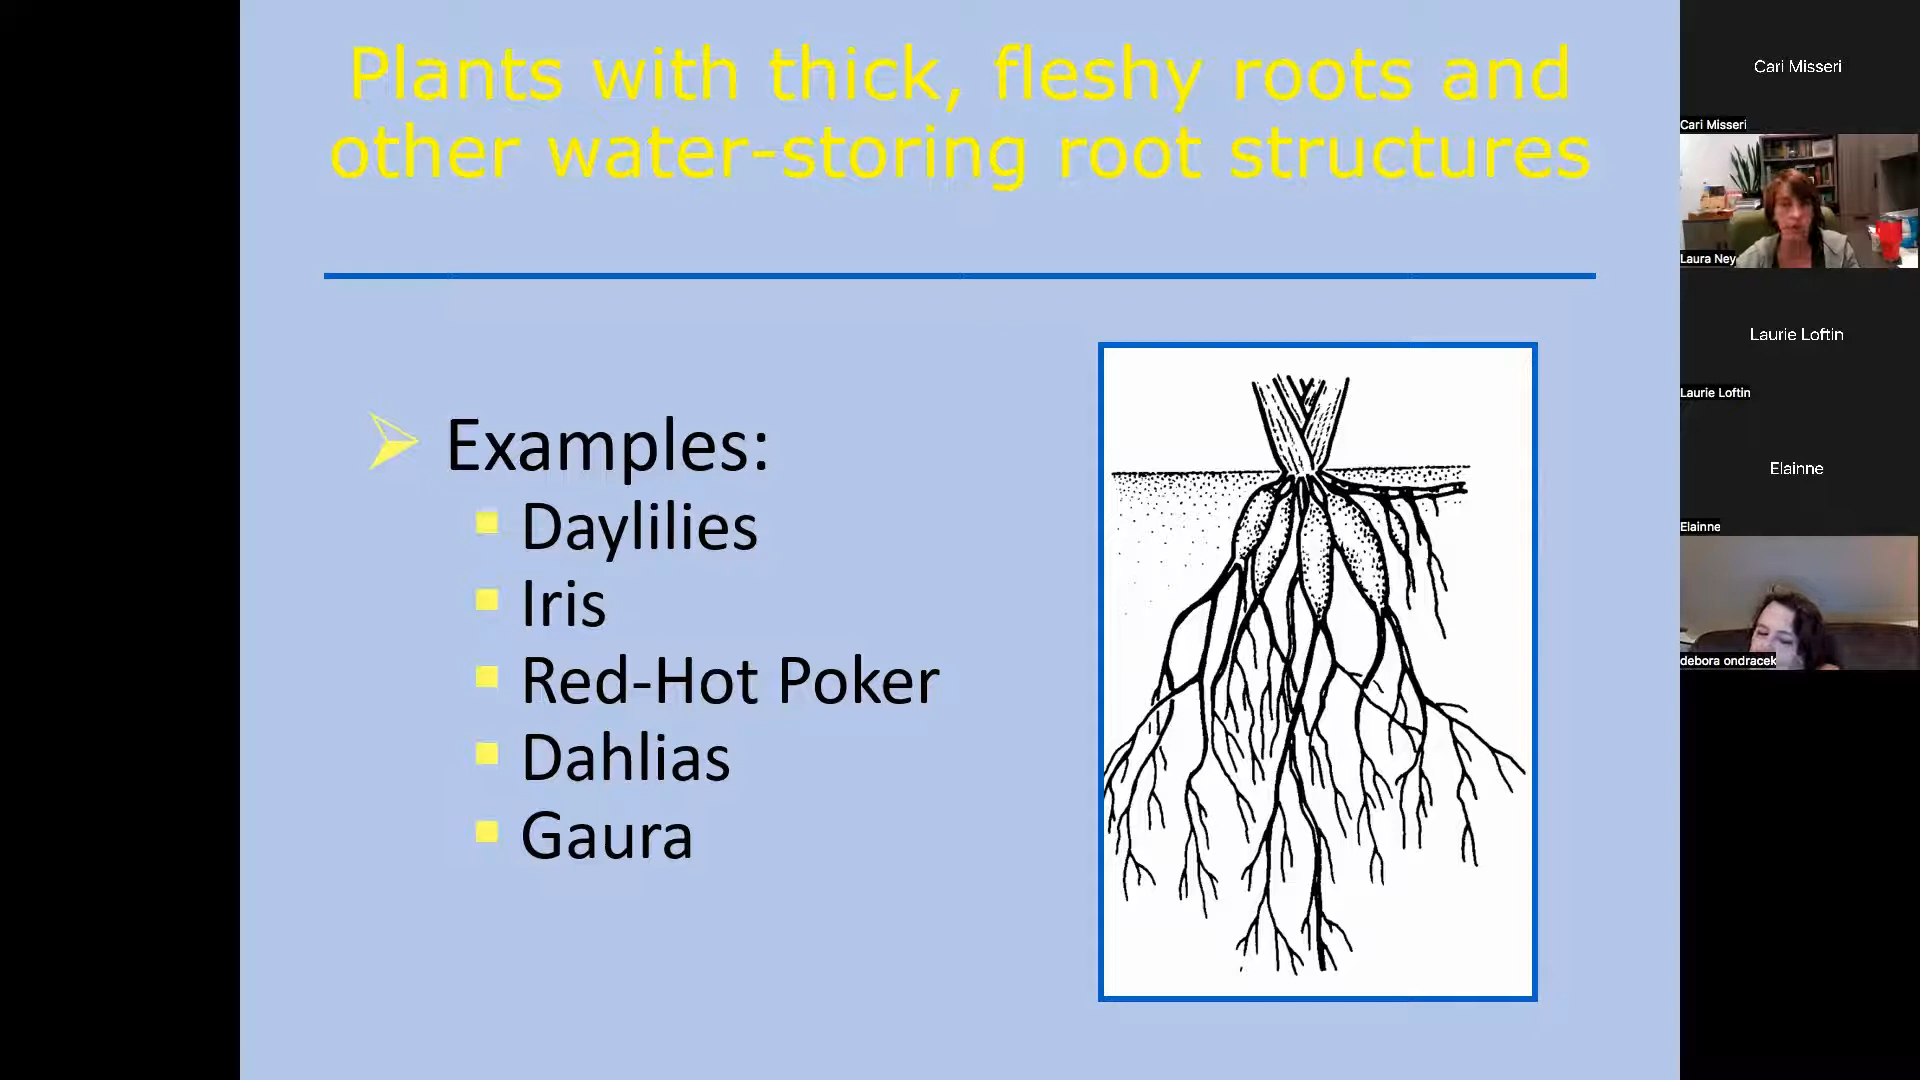 Plants with thick, fleshy roots and
other water-storing root structures
Examples:
Daylilies
Iris
Red-Hot Poker
Dahlias
Gaura
Cari Misseri
Cari Misseri
Laura Ney
Laurie Loftin
Laurie Loftin
Elainne
Elainne
debora ondracek